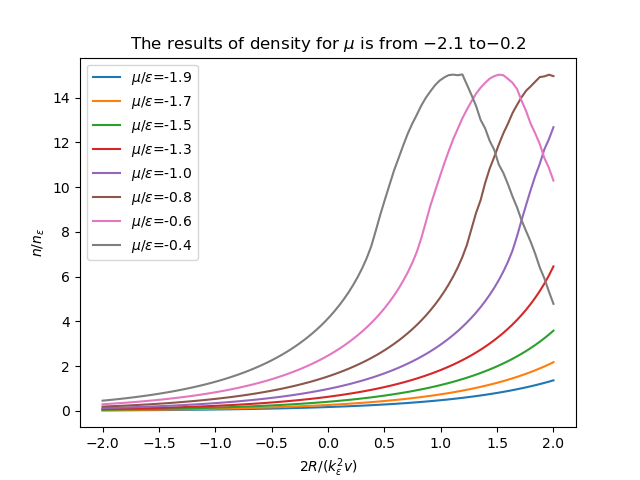 The results of density for μ is from −2.1 to−0.2
μ/ε=-1.9
μ/ε=-1.7
μ/ε=-1.5
μ/ε=-1.3
μ/ε=-1.0
μ/ε=-0.8
μ/ε=-0.6
μ/ε=-0.4
n/n_ε
14
12
10
8
6
4
2
0
−2.0 −1.5 −1.0 −0.5 0.0 0.5 1.0 1.5 2.0
2R/(k_ε^2 v)